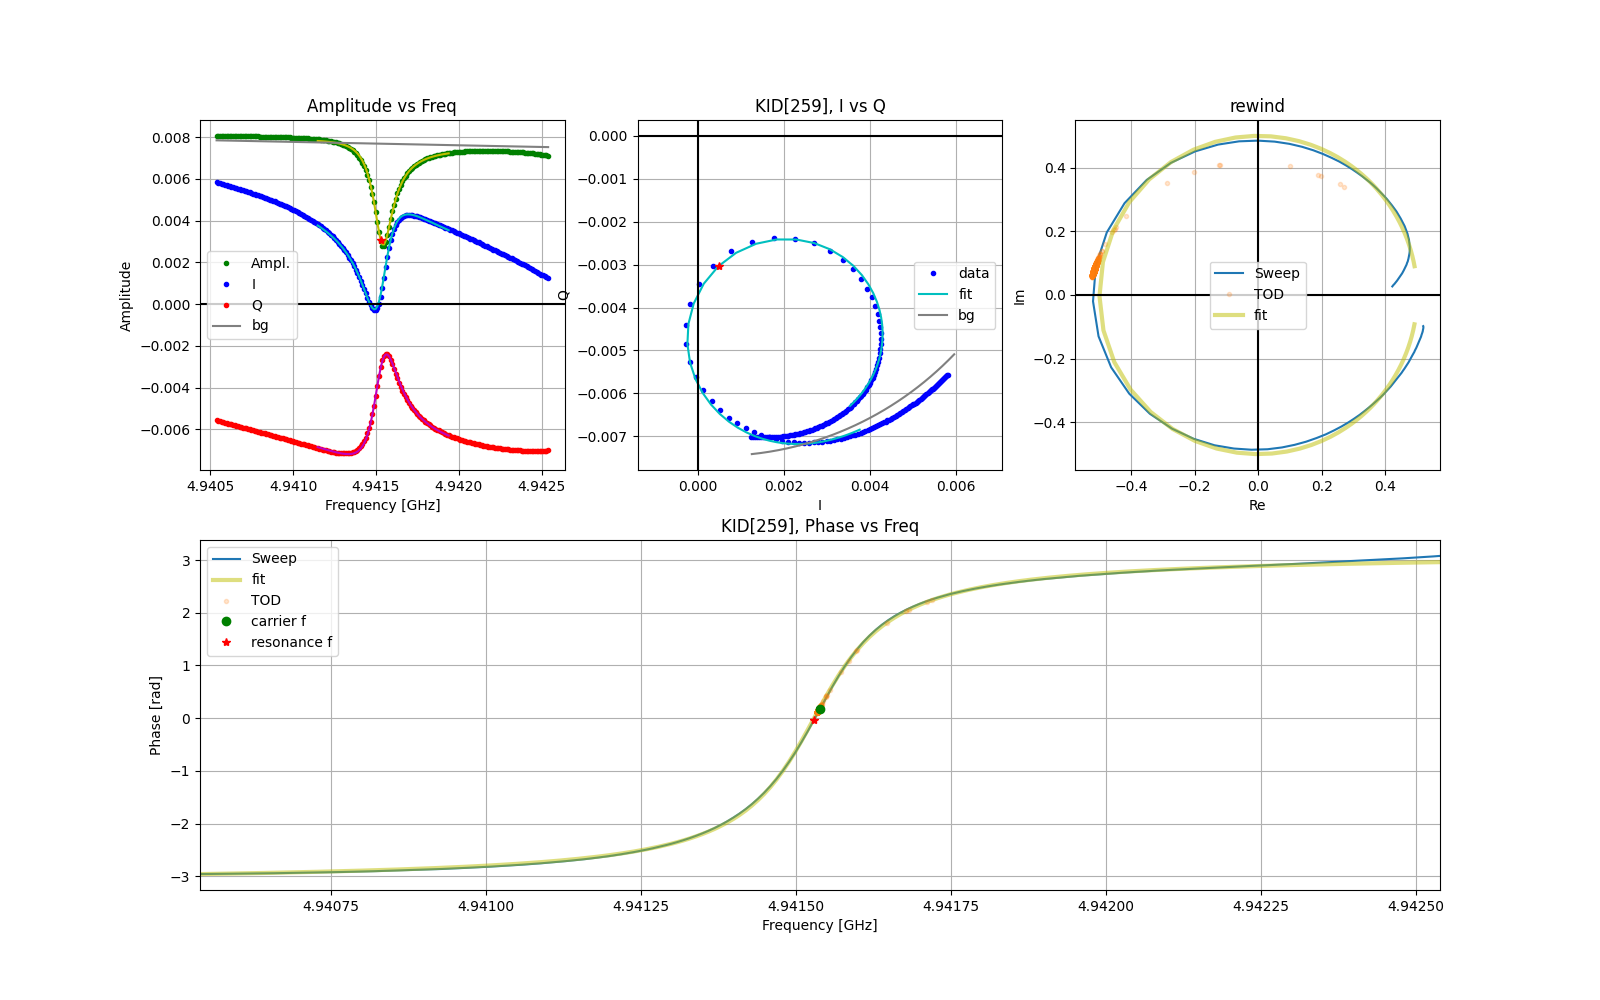 Amplitude vs Freq
Amplitude
0.008
0.006
0.004
0.002
0.000
−0.002
−0.004
−0.006
Ampl.
I
Q
bg
4.9405
4.9410
4.9415
4.9420
4.9425
Frequency [GHz]
KID[259], I vs Q
Q
0.000
−0.001
−0.002
−0.003
−0.004
−0.005
−0.006
−0.007
data
fit
bg
0.000
0.002
0.004
0.006
I
rewind
Im
0.4
0.2
0.0
−0.2
−0.4
Sweep
TOD
fit
−0.4
−0.2
0.0
0.2
0.4
Re
KID[259], Phase vs Freq
Phase [rad]
3
2
1
0
−1
−2
−3
Sweep
fit
TOD
carrier f
resonance f
4.94075
4.94100
4.94125
4.94150
4.94175
4.94200
4.94225
4.94250
Frequency [GHz]